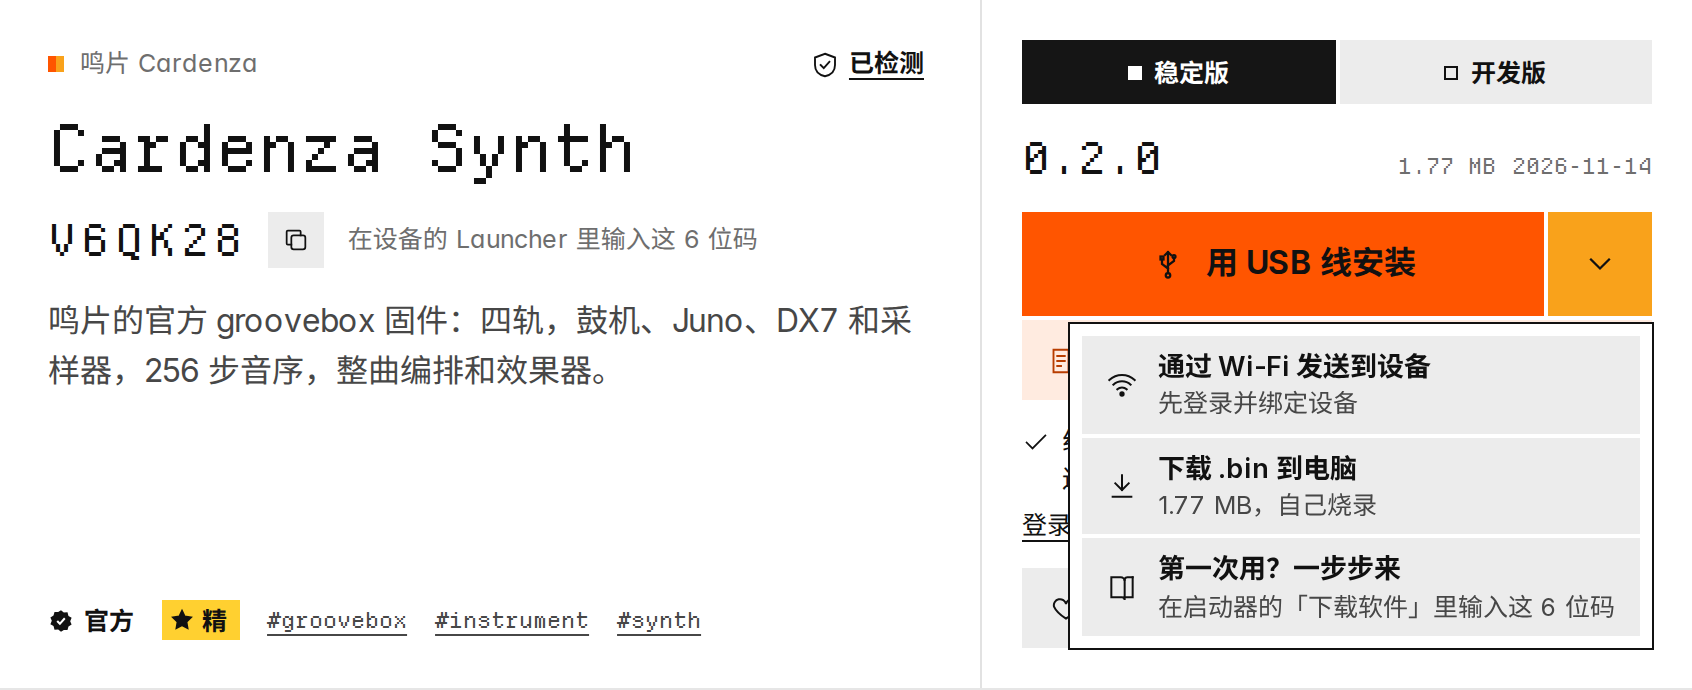 鸣片 Cardenza
已检测
Cardenza Synth
V6QK28
在设备的 Launcher 里输入这 6 位码
鸣片的官方 groovebox 固件：四轨，鼓机、Juno、DX7 和采
样器，256 步音序，整曲编排和效果器。
官方
精
#groovebox
#instrument
#synth
稳定版
开发版
0.2.0
1.77 MB 2026-11-14
用 USB 线安装
通过 Wi-Fi 发送到设备
先登录并绑定设备
下载 .bin 到电脑
1.77 MB，自己烧录
登录
第一次用？一步步来
在启动器的「下载软件」里输入这 6 位码